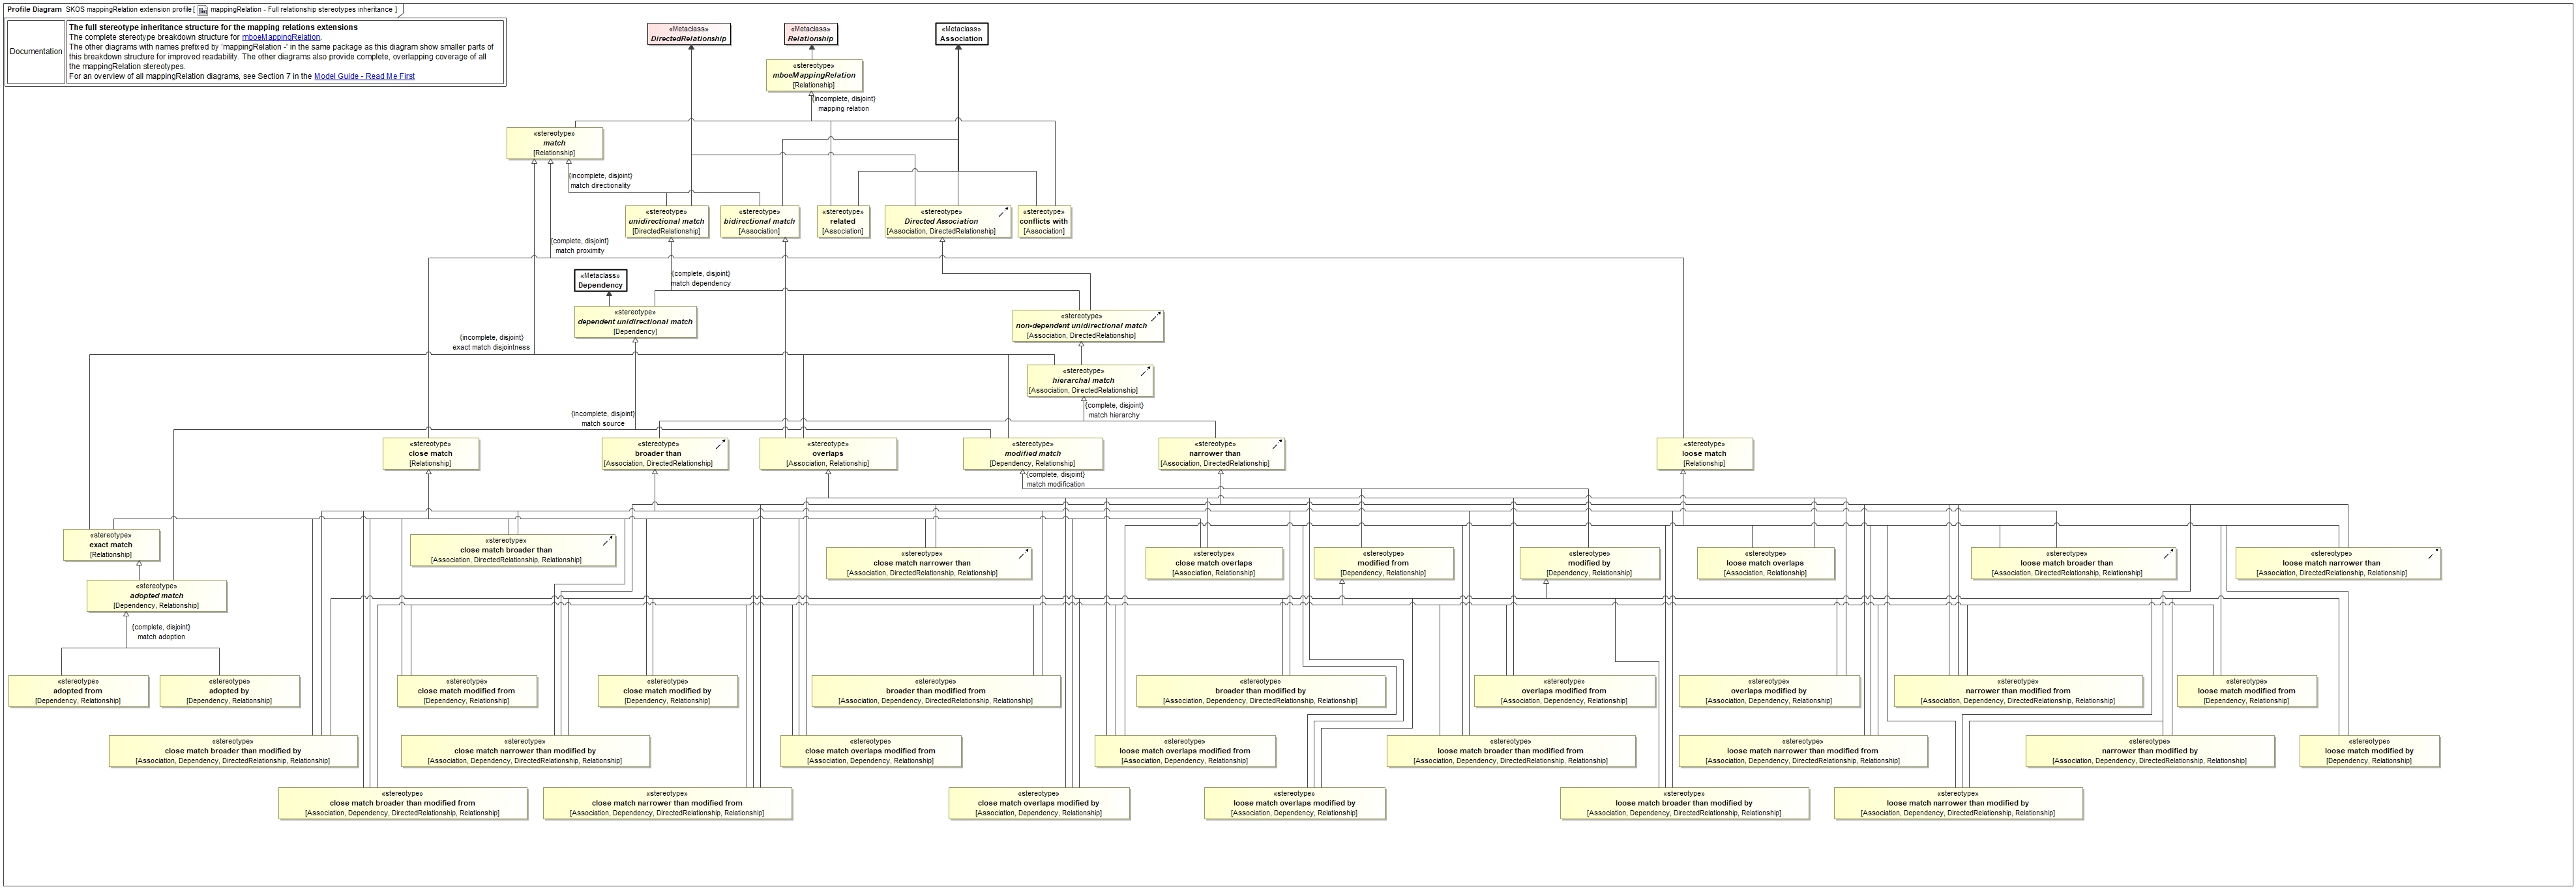 Profile Diagram SKOS mappingRelation extension profile [ mappingRelation - Full relationship stereotypes inheritance ]
Documentation
The full stereotype inheritance structure for the mapping relations extensions
The complete stereotype breakdown structure for mboeMappingRelation.
The other diagrams with names prefixed by 'mappingRelation -' in the same package as this diagram show smaller parts of
this breakdown structure for improved readability. The other diagrams also provide complete, overlapping coverage of all
the mappingRelation stereotypes.
For an overview of all mappingRelation diagrams, see Section 7 in the Model Guide - Read Me First
«Metaclass»
DirectedRelationship
«Metaclass»
Relationship
«Metaclass»
Association
«stereotype»
mboeMappingRelation
[Relationship]
{incomplete, disjoint}
mapping relation
«stereotype»
match
[Relationship]
{incomplete, disjoint}
match directionality
«stereotype»
unidirectional match
[DirectedRelationship]
«stereotype»
bidirectional match
[Association]
«stereotype»
related
[Association]
«stereotype»
Directed Association
[Association, DirectedRelationship]
«stereotype»
conflicts with
[Association]
{complete, disjoint}
match proximity
«Metaclass»
Dependency
{complete, disjoint}
match dependency
«stereotype»
dependent unidirectional match
[Dependency]
«stereotype»
non-dependent unidirectional match
[Association, DirectedRelationship]
{incomplete, disjoint}
exact match disjointness
«stereotype»
hierarchal match
[Association, DirectedRelationship]
{complete, disjoint}
match hierarchy
{incomplete, disjoint}
match source
«stereotype»
close match
[Relationship]
«stereotype»
broader than
[Association, DirectedRelationship]
«stereotype»
overlaps
[Association, Relationship]
«stereotype»
modified match
[Dependency, Relationship]
«stereotype»
narrower than
[Association, DirectedRelationship]
«stereotype»
loose match
[Relationship]
{complete, disjoint}
match modification
«stereotype»
exact match
[Relationship]
«stereotype»
close match broader than
[Association, DirectedRelationship, Relationship]
«stereotype»
close match narrower than
[Association, DirectedRelationship, Relationship]
«stereotype»
close match overlaps
[Association, Relationship]
«stereotype»
modified from
[Dependency, Relationship]
«stereotype»
modified by
[Dependency, Relationship]
«stereotype»
loose match overlaps
[Association, Relationship]
«stereotype»
loose match broader than
[Association, DirectedRelationship, Relationship]
«stereotype»
loose match narrower than
[Association, DirectedRelationship, Relationship]
«stereotype»
adopted match
[Dependency, Relationship]
{complete, disjoint}
match adoption
«stereotype»
adopted from
[Dependency, Relationship]
«stereotype»
adopted by
[Dependency, Relationship]
«stereotype»
close match modified from
[Dependency, Relationship]
«stereotype»
close match modified by
[Dependency, Relationship]
«stereotype»
broader than modified from
[Association, Dependency, DirectedRelationship, Relationship]
«stereotype»
broader than modified by
[Association, Dependency, DirectedRelationship, Relationship]
«stereotype»
overlaps modified from
[Association, Dependency, Relationship]
«stereotype»
overlaps modified by
[Association, Dependency, Relationship]
«stereotype»
narrower than modified from
[Association, Dependency, DirectedRelationship, Relationship]
«stereotype»
loose match modified from
[Dependency, Relationship]
«stereotype»
close match broader than modified by
[Association, Dependency, DirectedRelationship, Relationship]
«stereotype»
close match narrower than modified by
[Association, Dependency, DirectedRelationship, Relationship]
«stereotype»
close match overlaps modified from
[Association, Dependency, Relationship]
«stereotype»
loose match overlaps modified from
[Association, Dependency, Relationship]
«stereotype»
loose match broader than modified from
[Association, Dependency, DirectedRelationship, Relationship]
«stereotype»
loose match narrower than modified from
[Association, Dependency, DirectedRelationship, Relationship]
«stereotype»
narrower than modified by
[Association, Dependency, DirectedRelationship, Relationship]
«stereotype»
loose match modified by
[Dependency, Relationship]
«stereotype»
close match broader than modified from
[Association, Dependency, DirectedRelationship, Relationship]
«stereotype»
close match narrower than modified from
[Association, Dependency, DirectedRelationship, Relationship]
«stereotype»
close match overlaps modified by
[Association, Dependency, Relationship]
«stereotype»
loose match overlaps modified by
[Association, Dependency, Relationship]
«stereotype»
loose match broader than modified by
[Association, Dependency, DirectedRelationship, Relationship]
«stereotype»
loose match narrower than modified by
[Association, Dependency, DirectedRelationship, Relationship]